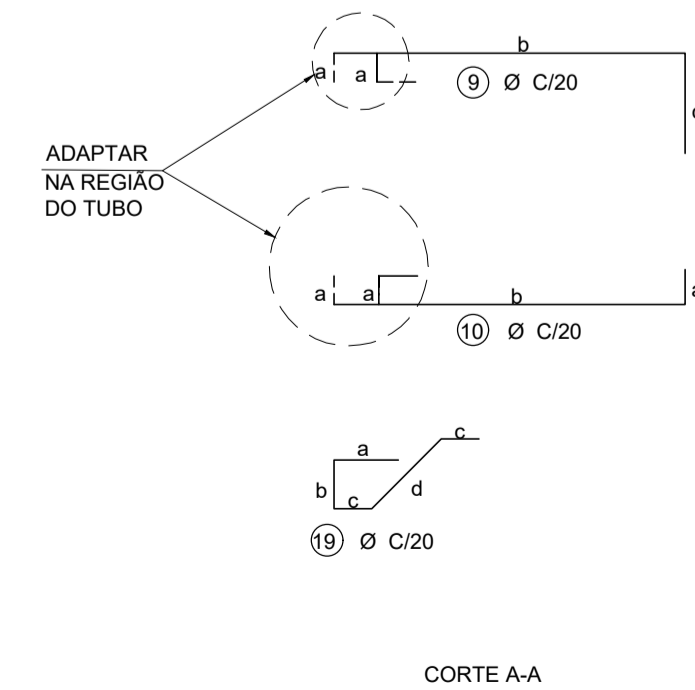 b
a
a
9 Ø C/20
ADAPTAR
NA REGIÃO
DO TUBO
a
a
b
10 Ø C/20
c
a
b
c
d
19 Ø C/20
CORTE A-A